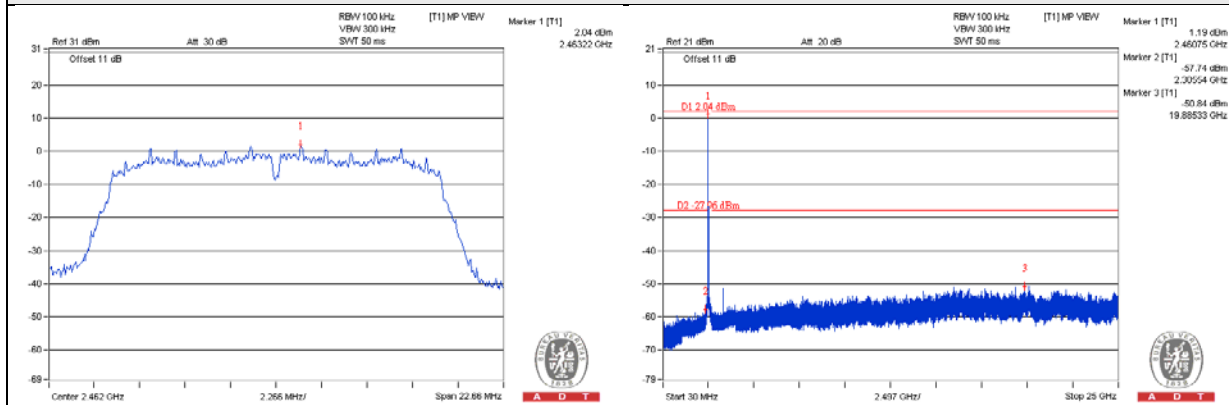 RBW 100 kHz [T1] MP VIEW
VBW 300 kHz
Ref 31 dBm Att 30 dB SWT 50 ms
Marker 1 [T1]
2.04 dBm
2.46322 GHz
31
Offset 11 dB
20
10
1
0
-10
-20
-30
-40
-50
-60
-69
Center 2.462 GHz 2.266 MHz/ Span 22.66 MHz
BUREAU VERITAS
1828
A D T
RBW 100 kHz [T1] MP VIEW
VBW 300 kHz
Ref 21 dBm Att 20 dB SWT 50 ms
Marker 1 [T1]
1.19 dBm
2.46075 GHz
Marker 2 [T1]
-57.74 dBm
2.30554 GHz
Marker 3 [T1]
-50.84 dBm
19.88533 GHz
21
Offset 11 dB
10
1
D1 2.04 dBm
0
-10
-20
D2 -27.96 dBm
-30
-40
3
-50
2
-60
-70
-79
Start 30 MHz 2.497 GHz/ Stop 25 GHz
BUREAU VERITAS
1828
A D T